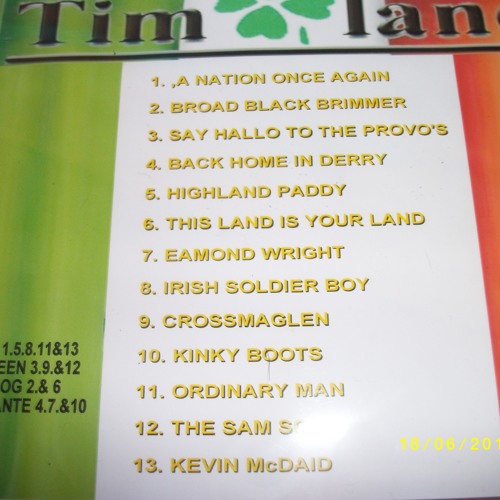 Tim land
1. ,A NATION ONCE AGAIN
2. BROAD BLACK BRIMMER
3. SAY HALLO TO THE PROVO'S
4. BACK HOME IN DERRY
5. HIGHLAND PADDY
6. THIS LAND IS YOUR LAND
7. EAMOND WRIGHT
8. IRISH SOLDIER BOY
9. CROSSMAGLEN
10. KINKY BOOTS
11. ORDINARY MAN
12. THE SAM
13. KEVIN McDAID
1.5.8.11&13
EEN 3.9.&12
OG 2.& 6
ANTE 4.7.&10
18/06/201